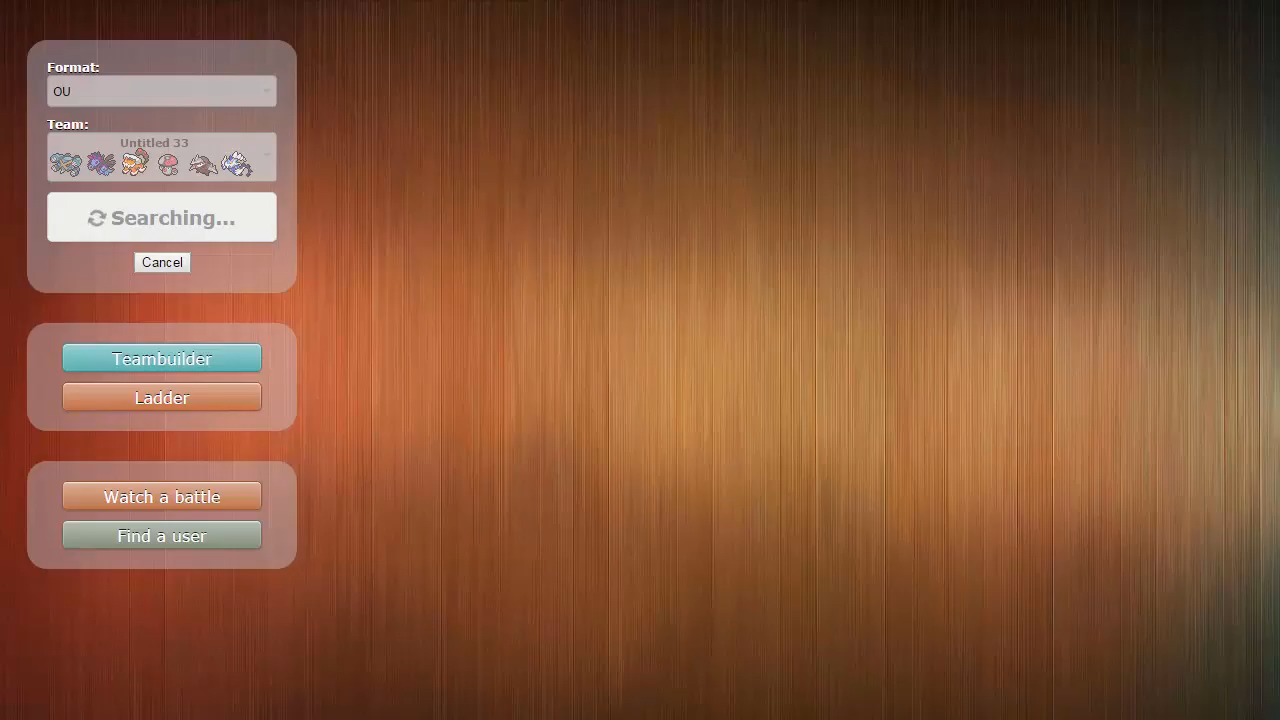 Format:
OU
Team:
Untitled 33
Searching...
Cancel
Teambuilder
Ladder
Watch a battle
Find a user